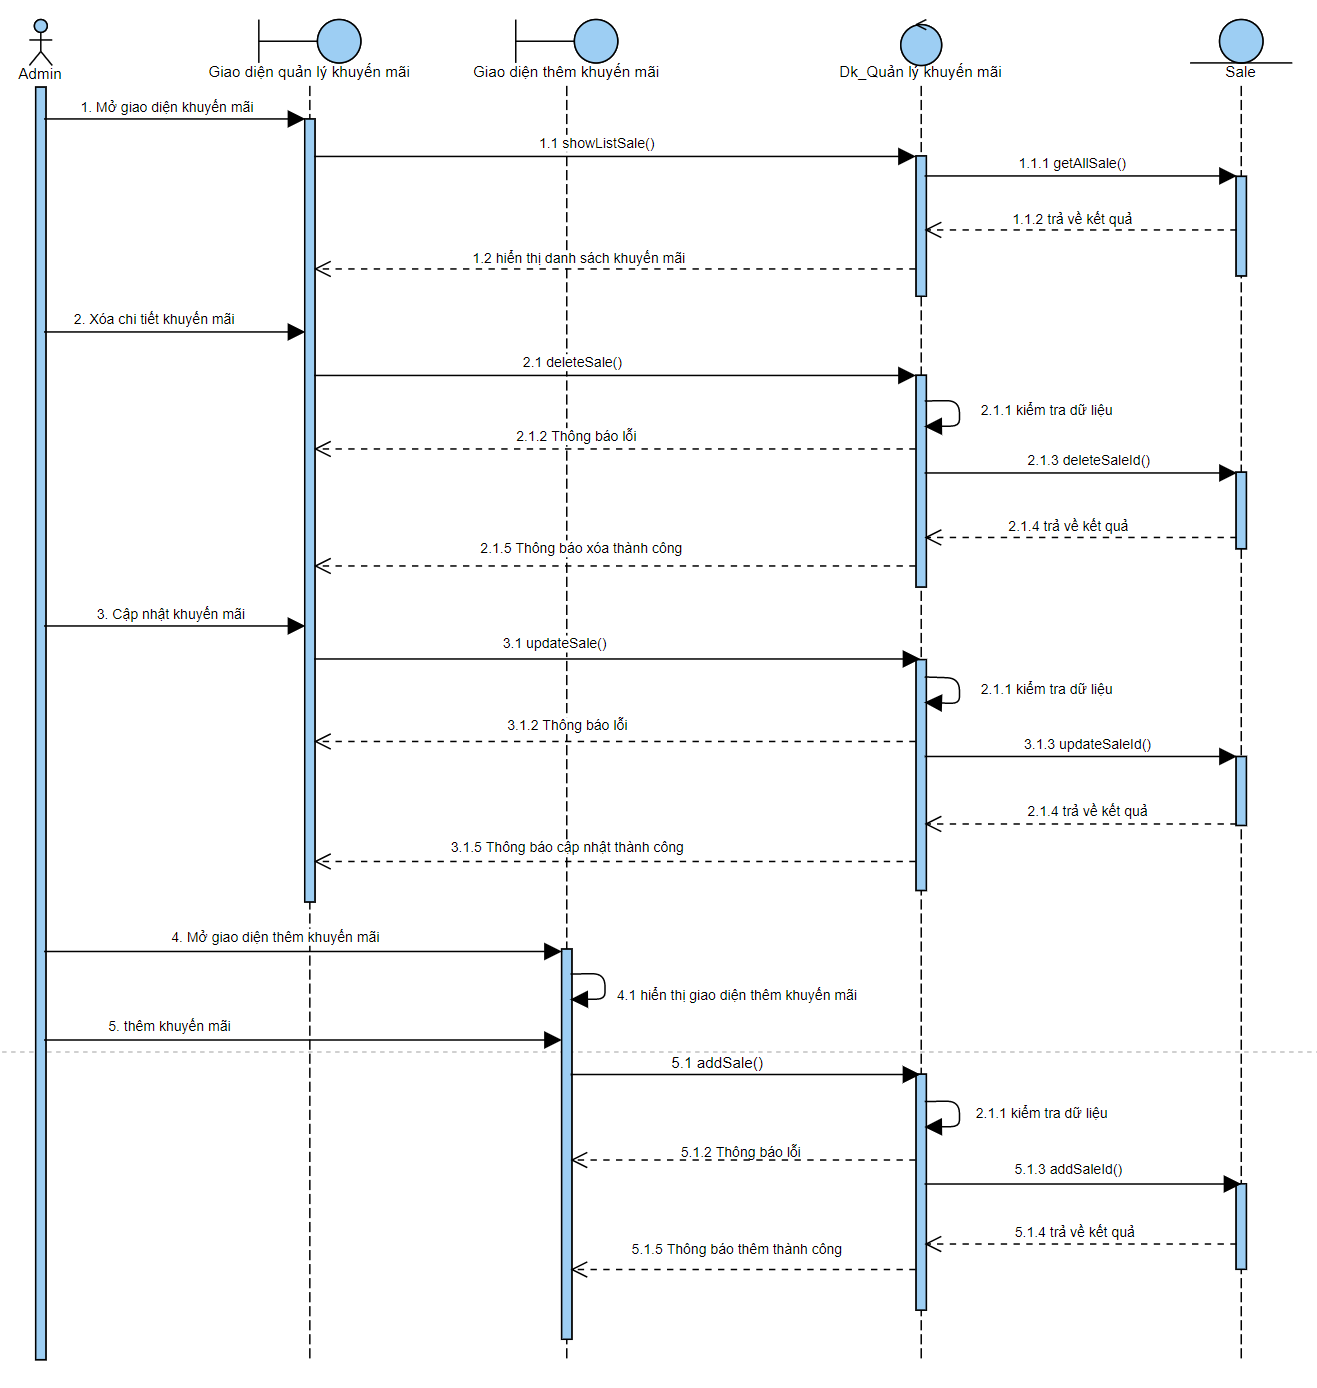 Admin
Giao diện quản lý khuyến mãi
Giao diện thêm khuyến mãi
Dk_Quản lý khuyến mãi
Sale
1. Mở giao diện khuyến mãi
1.1 showListSale()
1.1.1 getAllSale()
1.1.2 trả về kết quả
1.2 hiển thị danh sách khuyến mãi
2. Xóa chi tiết khuyến mãi
2.1 deleteSale()
2.1.1 kiểm tra dữ liệu
2.1.2 Thông báo lỗi
2.1.3 deleteSaleId()
2.1.4 trả về kết quả
2.1.5 Thông báo xóa thành công
3. Cập nhật khuyến mãi
3.1 updateSale()
2.1.1 kiểm tra dữ liệu
3.1.2 Thông báo lỗi
3.1.3 updateSaleId()
2.1.4 trả về kết quả
3.1.5 Thông báo cập nhật thành công
4. Mở giao diện thêm khuyến mãi
4.1 hiển thị giao diện thêm khuyến mãi
5. thêm khuyến mãi
5.1 addSale()
2.1.1 kiểm tra dữ liệu
5.1.2 Thông báo lỗi
5.1.3 addSaleId()
5.1.4 trả về kết quả
5.1.5 Thông báo thêm thành công